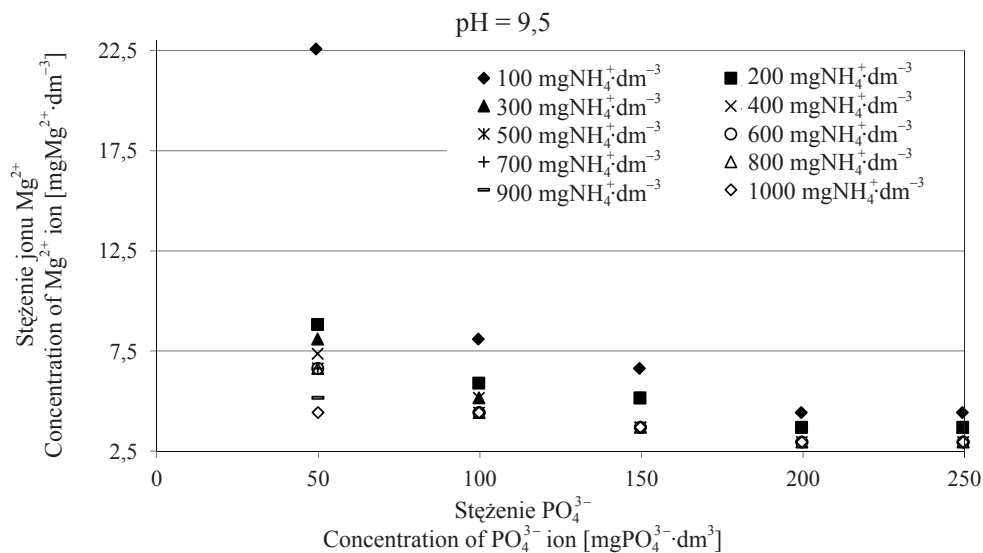 pH = 9,5
22,5
17,5
12,5
7,5
2,5
Stężenie jonu Mg²⁺
Concentration of Mg²⁺ ion [mgMg²⁺·dm⁻³]
100 mgNH₄⁺·dm⁻³
200 mgNH₄⁺·dm⁻³
300 mgNH₄⁺·dm⁻³
400 mgNH₄⁺·dm⁻³
500 mgNH₄⁺·dm⁻³
600 mgNH₄⁺·dm⁻³
700 mgNH₄⁺·dm⁻³
800 mgNH₄⁺·dm⁻³
900 mgNH₄⁺·dm⁻³
1000 mgNH₄⁺·dm⁻³
0 50 100 150 200 250
Stężenie PO₄³⁻
Concentration of PO₄³⁻ ion [mgPO₄³⁻·dm³]